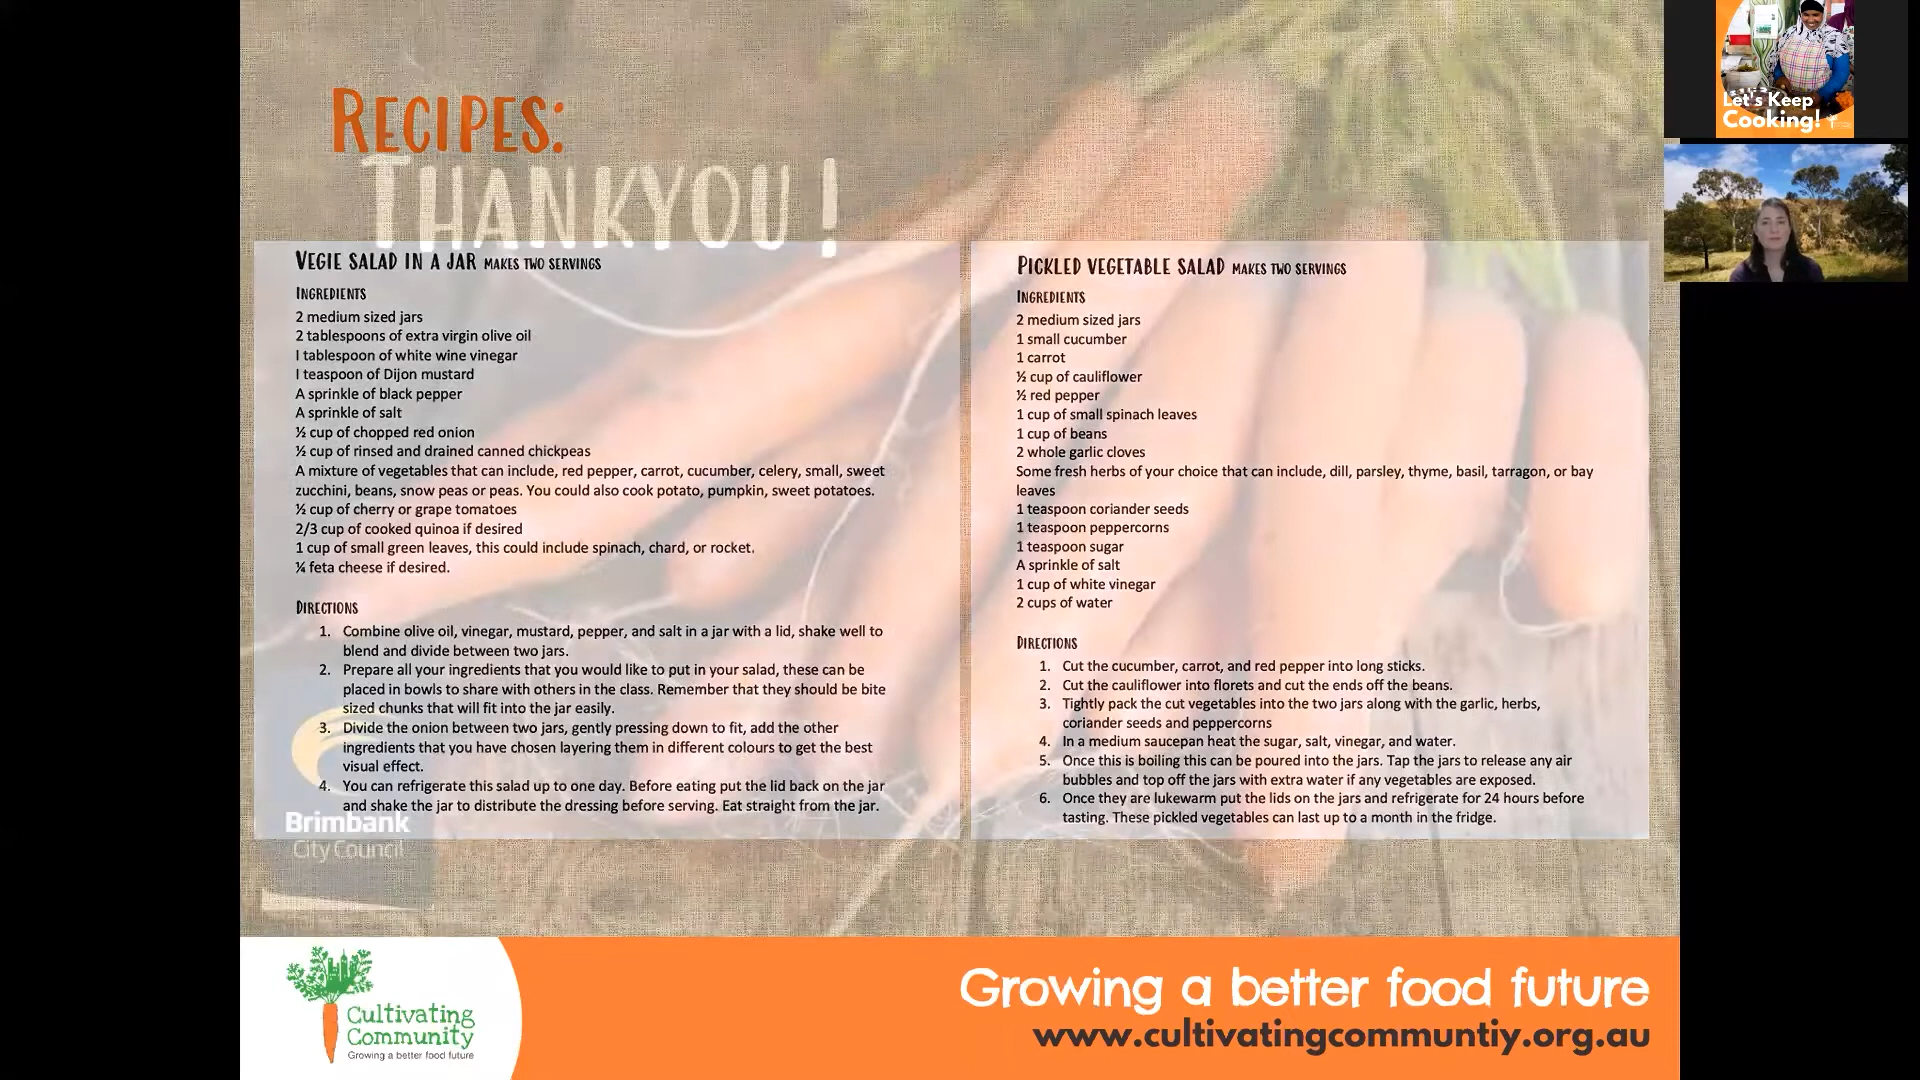 RECIPES:
THANKYOU!
VEGIE SALAD IN A JAR MAKES TWO SERVINGS
INGREDIENTS
2 medium sized jars
2 tablespoons of extra virgin olive oil
I tablespoon of white wine vinegar
I teaspoon of Dijon mustard
A sprinkle of black pepper
A sprinkle of salt
½ cup of chopped red onion
½ cup of rinsed and drained canned chickpeas
A mixture of vegetables that can include, red pepper, carrot, cucumber, celery, small, sweet
zucchini, beans, snow peas or peas. You could also cook potato, pumpkin, sweet potatoes.
½ cup of cherry or grape tomatoes
2/3 cup of cooked quinoa if desired
1 cup of small green leaves, this could include spinach, chard, or rocket.
¼ feta cheese if desired.
DIRECTIONS
1. Combine olive oil, vinegar, mustard, pepper, and salt in a jar with a lid, shake well to
blend and divide between two jars.
2. Prepare all your ingredients that you would like to put in your salad, these can be
placed in bowls to share with others in the class. Remember that they should be bite
sized chunks that will fit into the jar easily.
3. Divide the onion between two jars, gently pressing down to fit, add the other
ingredients that you have chosen layering them in different colours to get the best
visual effect.
4. You can refrigerate this salad up to one day. Before eating put the lid back on the jar
and shake the jar to distribute the dressing before serving. Eat straight from the jar.
Brimbank
City Council
PICKLED VEGETABLE SALAD MAKES TWO SERVINGS
INGREDIENTS
2 medium sized jars
1 small cucumber
1 carrot
½ cup of cauliflower
½ red pepper
1 cup of small spinach leaves
1 cup of beans
2 whole garlic cloves
Some fresh herbs of your choice that can include, dill, parsley, thyme, basil, tarragon, or bay
leaves
1 teaspoon coriander seeds
1 teaspoon peppercorns
1 teaspoon sugar
A sprinkle of salt
1 cup of white vinegar
2 cups of water
DIRECTIONS
1. Cut the cucumber, carrot, and red pepper into long sticks.
2. Cut the cauliflower into florets and cut the ends off the beans.
3. Tightly pack the cut vegetables into the two jars along with the garlic, herbs,
coriander seeds and peppercorns
4. In a medium saucepan heat the sugar, salt, vinegar, and water.
5. Once this is boiling this can be poured into the jars. Tap the jars to release any air
bubbles and top off the jars with extra water if any vegetables are exposed.
6. Once they are lukewarm put the lids on the jars and refrigerate for 24 hours before
tasting. These pickled vegetables can last up to a month in the fridge.
Let's Keep
Cooking!
Cultivating
Community
Growing a better food future
Growing a better food future
www.cultivatingcommuntiy.org.au